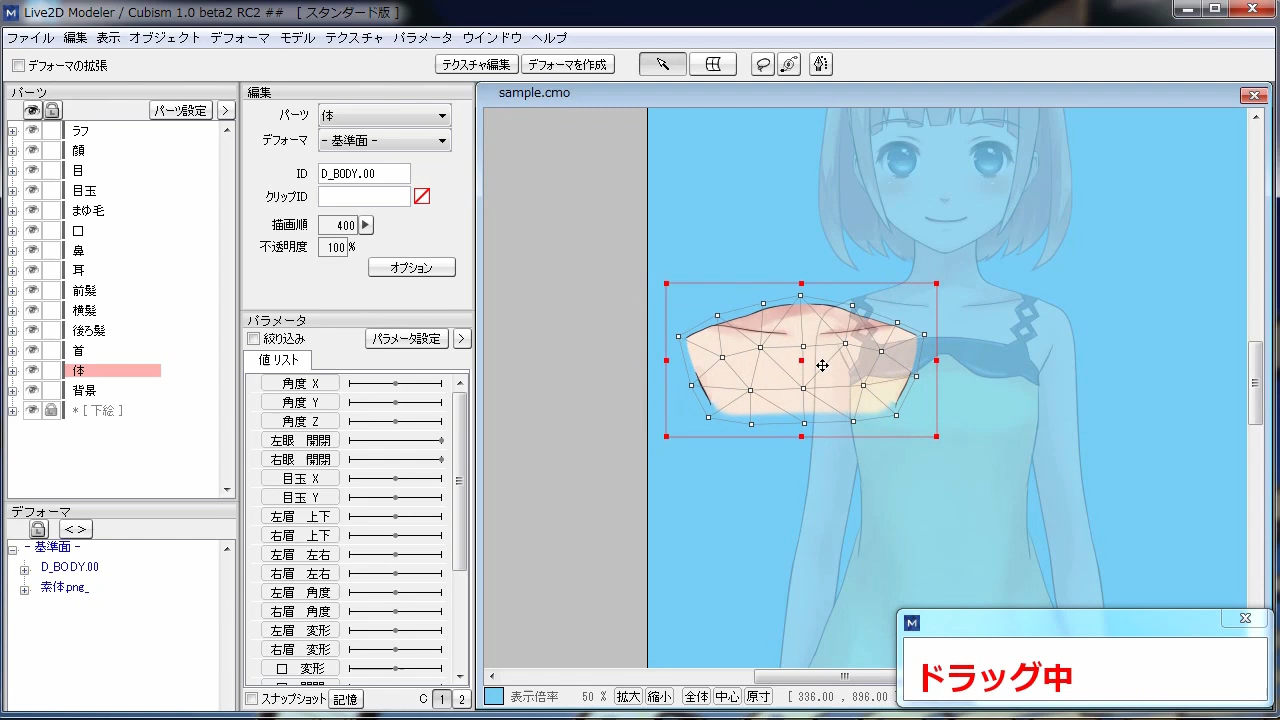 Live2D Modeler / Cubism 1.0 beta2 RC2 ## [ スタンダード版 ]
ファイル 編集 表示 オブジェクト デフォーマ モデル テクスチャ パラメータ ウインドウ ヘルプ
デフォーマの拡張
テクスチャ編集
デフォーマを作成
パーツ
パーツ設定
>
ラフ
顔
目
目玉
まゆ毛
口
鼻
耳
前髪
横髪
後ろ髪
首
体
背景
* [ 下絵 ]
デフォーマ
< >
- 基準面 -
D_BODY.00
素体png_
編集
パーツ 体
デフォーマ - 基準面 -
ID D_BODY.00
クリップID
描画順 400
不透明度 100 %
オプション
パラメータ
絞り込み
パラメータ設定
>
値 リスト
角度 X
角度 Y
角度 Z
左眼 開閉
右眼 開閉
目玉 X
目玉 Y
左眉 上下
右眉 上下
左眉 左右
右眉 左右
左眉 角度
右眉 角度
左眉 変形
右眉 変形
口 変形
スナップショット 記憶 C 1 2
sample.cmo
表示倍率 50 % 拡大 縮小 全体 中心 原寸 [ 338.00 , 896.00
ドラッグ中